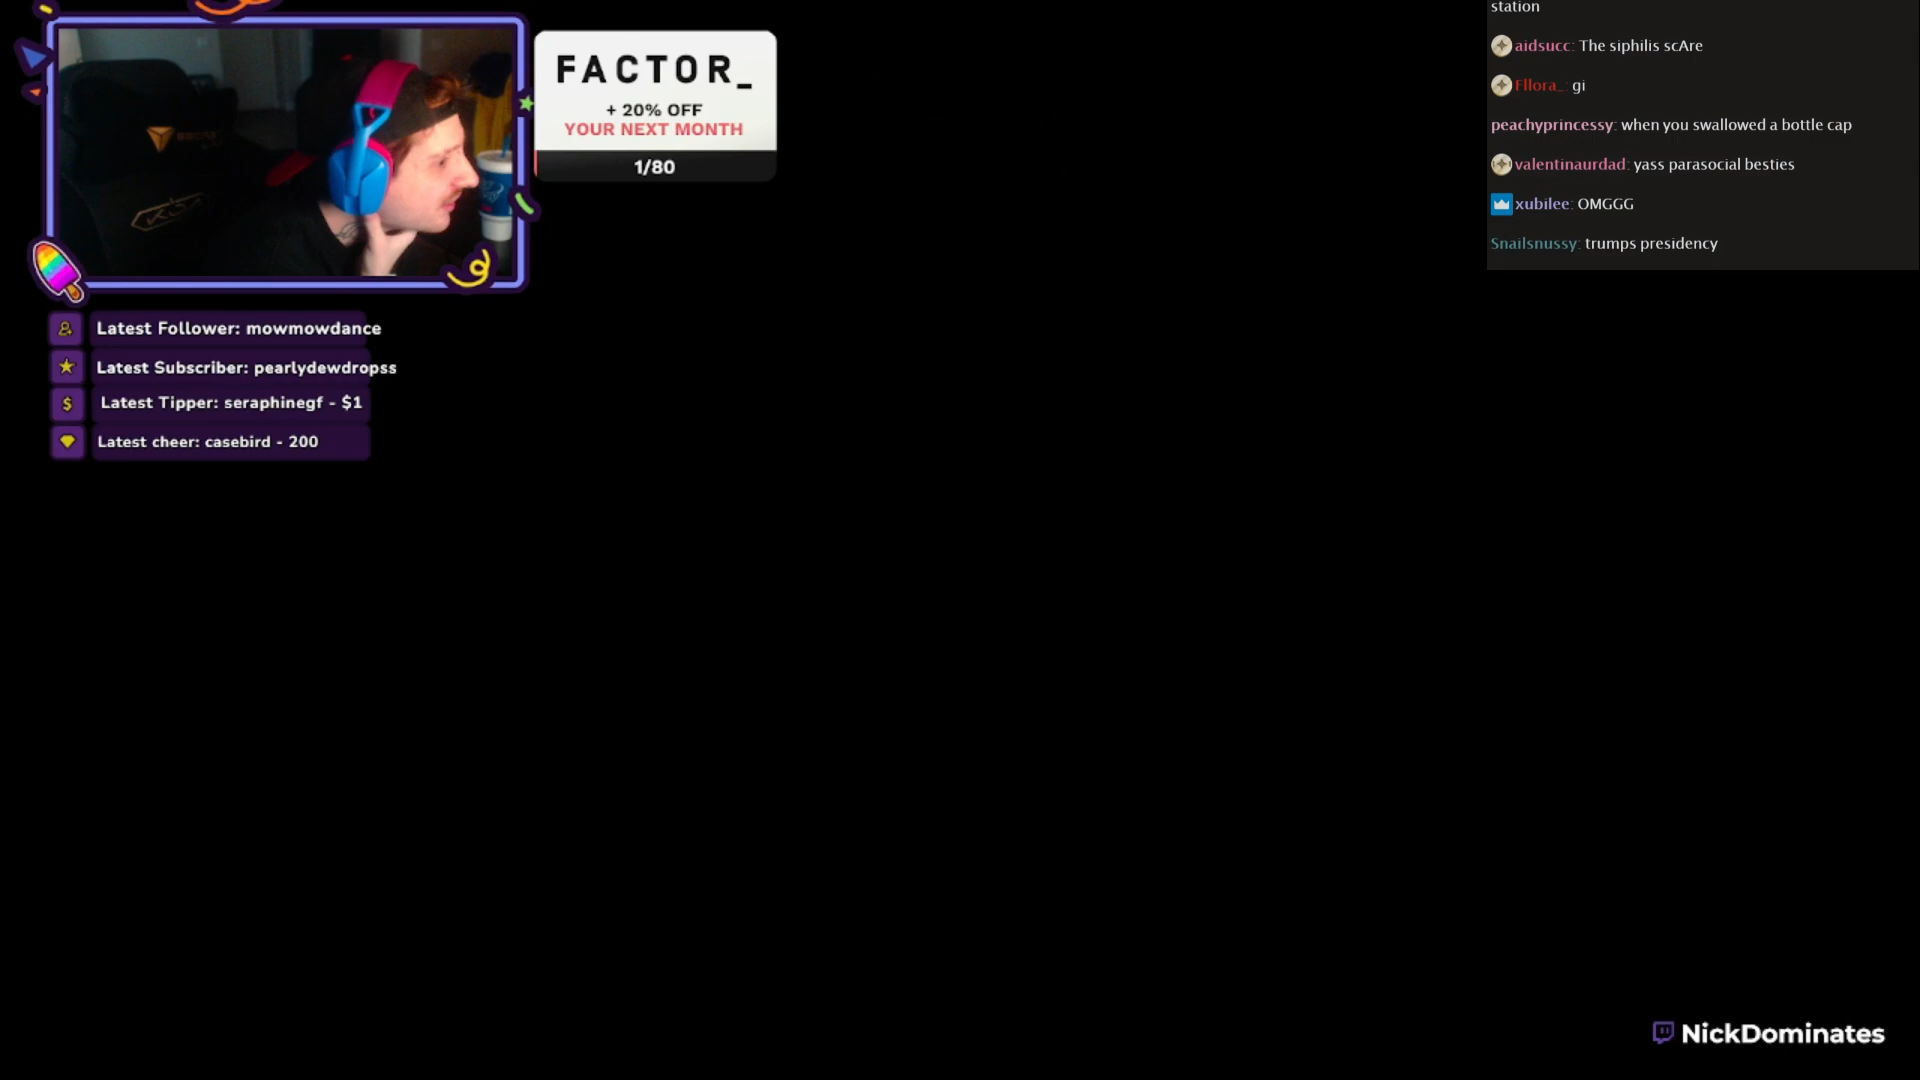 FACTOR_
+ 20% OFF
YOUR NEXT MONTH
1/80
Latest Follower: mowmowdance
Latest Subscriber: pearlydewdropss
Latest Tipper: seraphinegf - $1
Latest cheer: casebird - 200
station
aidsucc: The siphilis scAre
Fllora_: gi
peachyprincessy: when you swallowed a bottle cap
valentinaurdad: yass parasocial besties
xubilee: OMGGG
Snailsnussy: trumps presidency
NickDominates